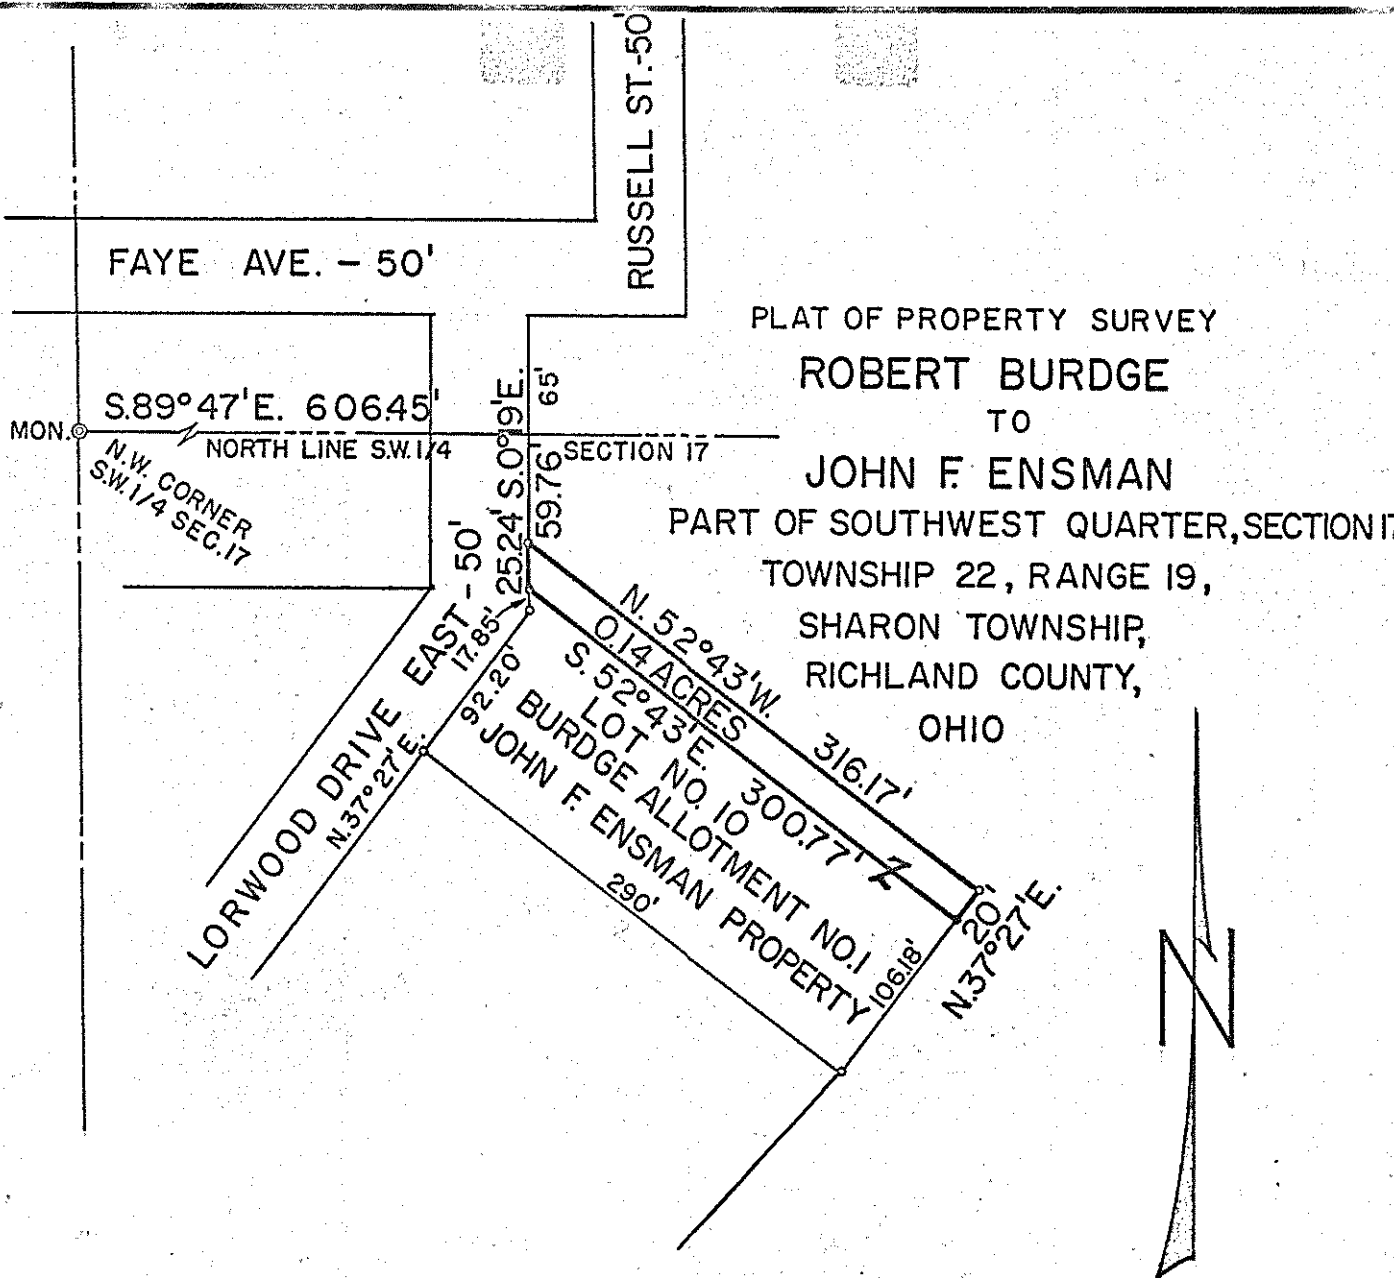 RUSSELL ST.-50'
FAYE AVE. - 50'
PLAT OF PROPERTY SURVEY
ROBERT BURDGE
TO
JOHN F. ENSMAN
PART OF SOUTHWEST QUARTER, SECTION 17
TOWNSHIP 22, RANGE 19,
SHARON TOWNSHIP,
RICHLAND COUNTY,
OHIO
S.89°47'E. 606.45'
MON.
NORTH LINE S.W. 1/4
SECTION 17
N.W. CORNER
S.W. 1/4 SEC. 17
65'
25.24' S.0°19'E.
59.76'
LORWOOD DRIVE EAST - 50'
17.85'
92.20'
N.37°27'E.
N. 52°43'W. 316.17'
0.14 ACRES
S. 52°43'E. 300.77'
LOT NO. 10
BURDGE ALLOTMENT NO.1
JOHN F. ENSMAN PROPERTY
290'
106.18'
20'
N.37°27'E.
N